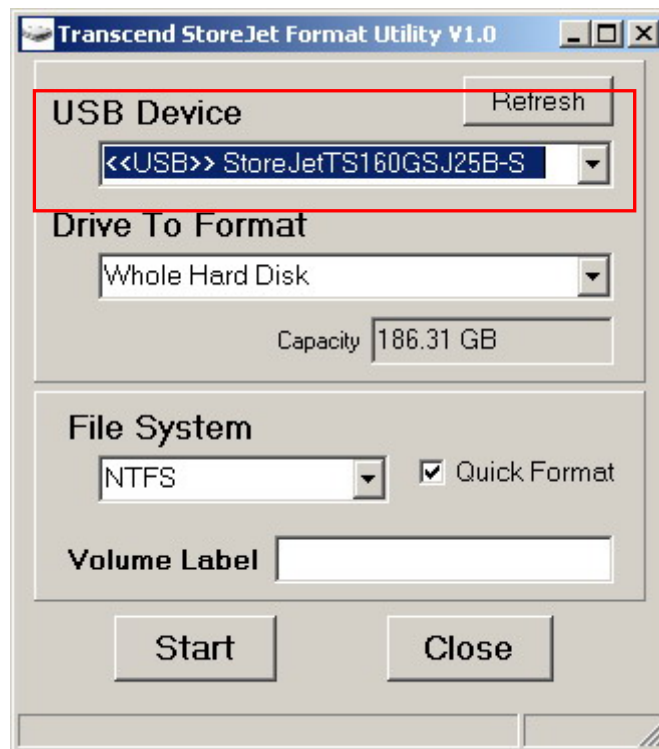 Transcend StoreJet Format Utility V1.0
Refresh
USB Device
<<USB>> StoreJetTS160GSJ25B-S
Drive To Format
Whole Hard Disk
Capacity 186.31 GB
File System
NTFS Quick Format
Volume Label
Start Close